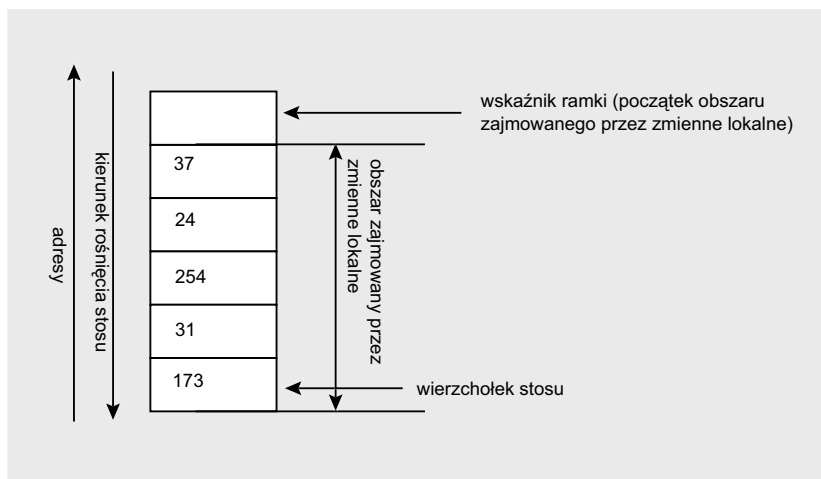 adresy
kierunek rośnięcia stosu
wskaźnik ramki (początek obszaru
zajmowanego przez zmienne lokalne)
37
24
254
31
173
obszar zajmowany przez
zmienne lokalne
wierzchołek stosu